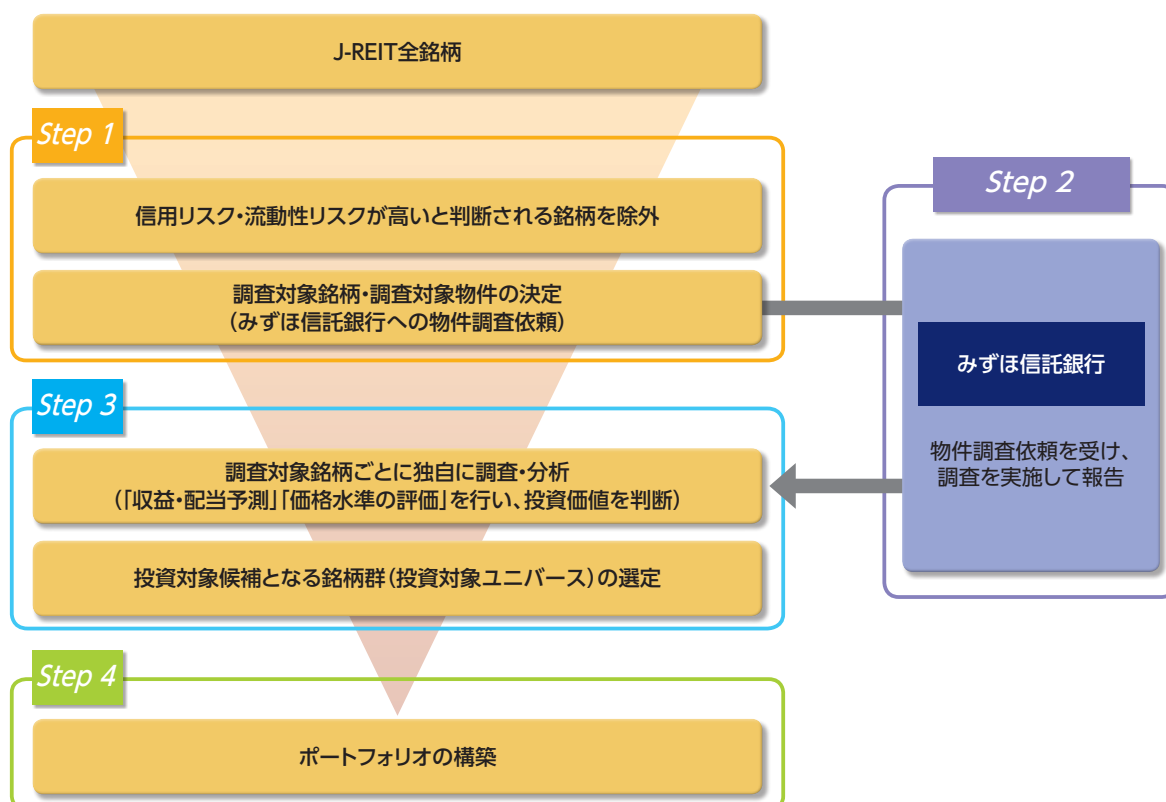 J-REIT全銘柄
Step 1
信用リスク・流動性リスクが高いと判断される銘柄を除外
調査対象銘柄・調査対象物件の決定
（みずほ信託銀行への物件調査依頼）
Step 2
みずほ信託銀行
物件調査依頼を受け、
調査を実施して報告
Step 3
調査対象銘柄ごとに独自に調査・分析
（「収益・配当予測」「価格水準の評価」を行い、投資価値を判断）
投資対象候補となる銘柄群（投資対象ユニバース）の選定
Step 4
ポートフォリオの構築